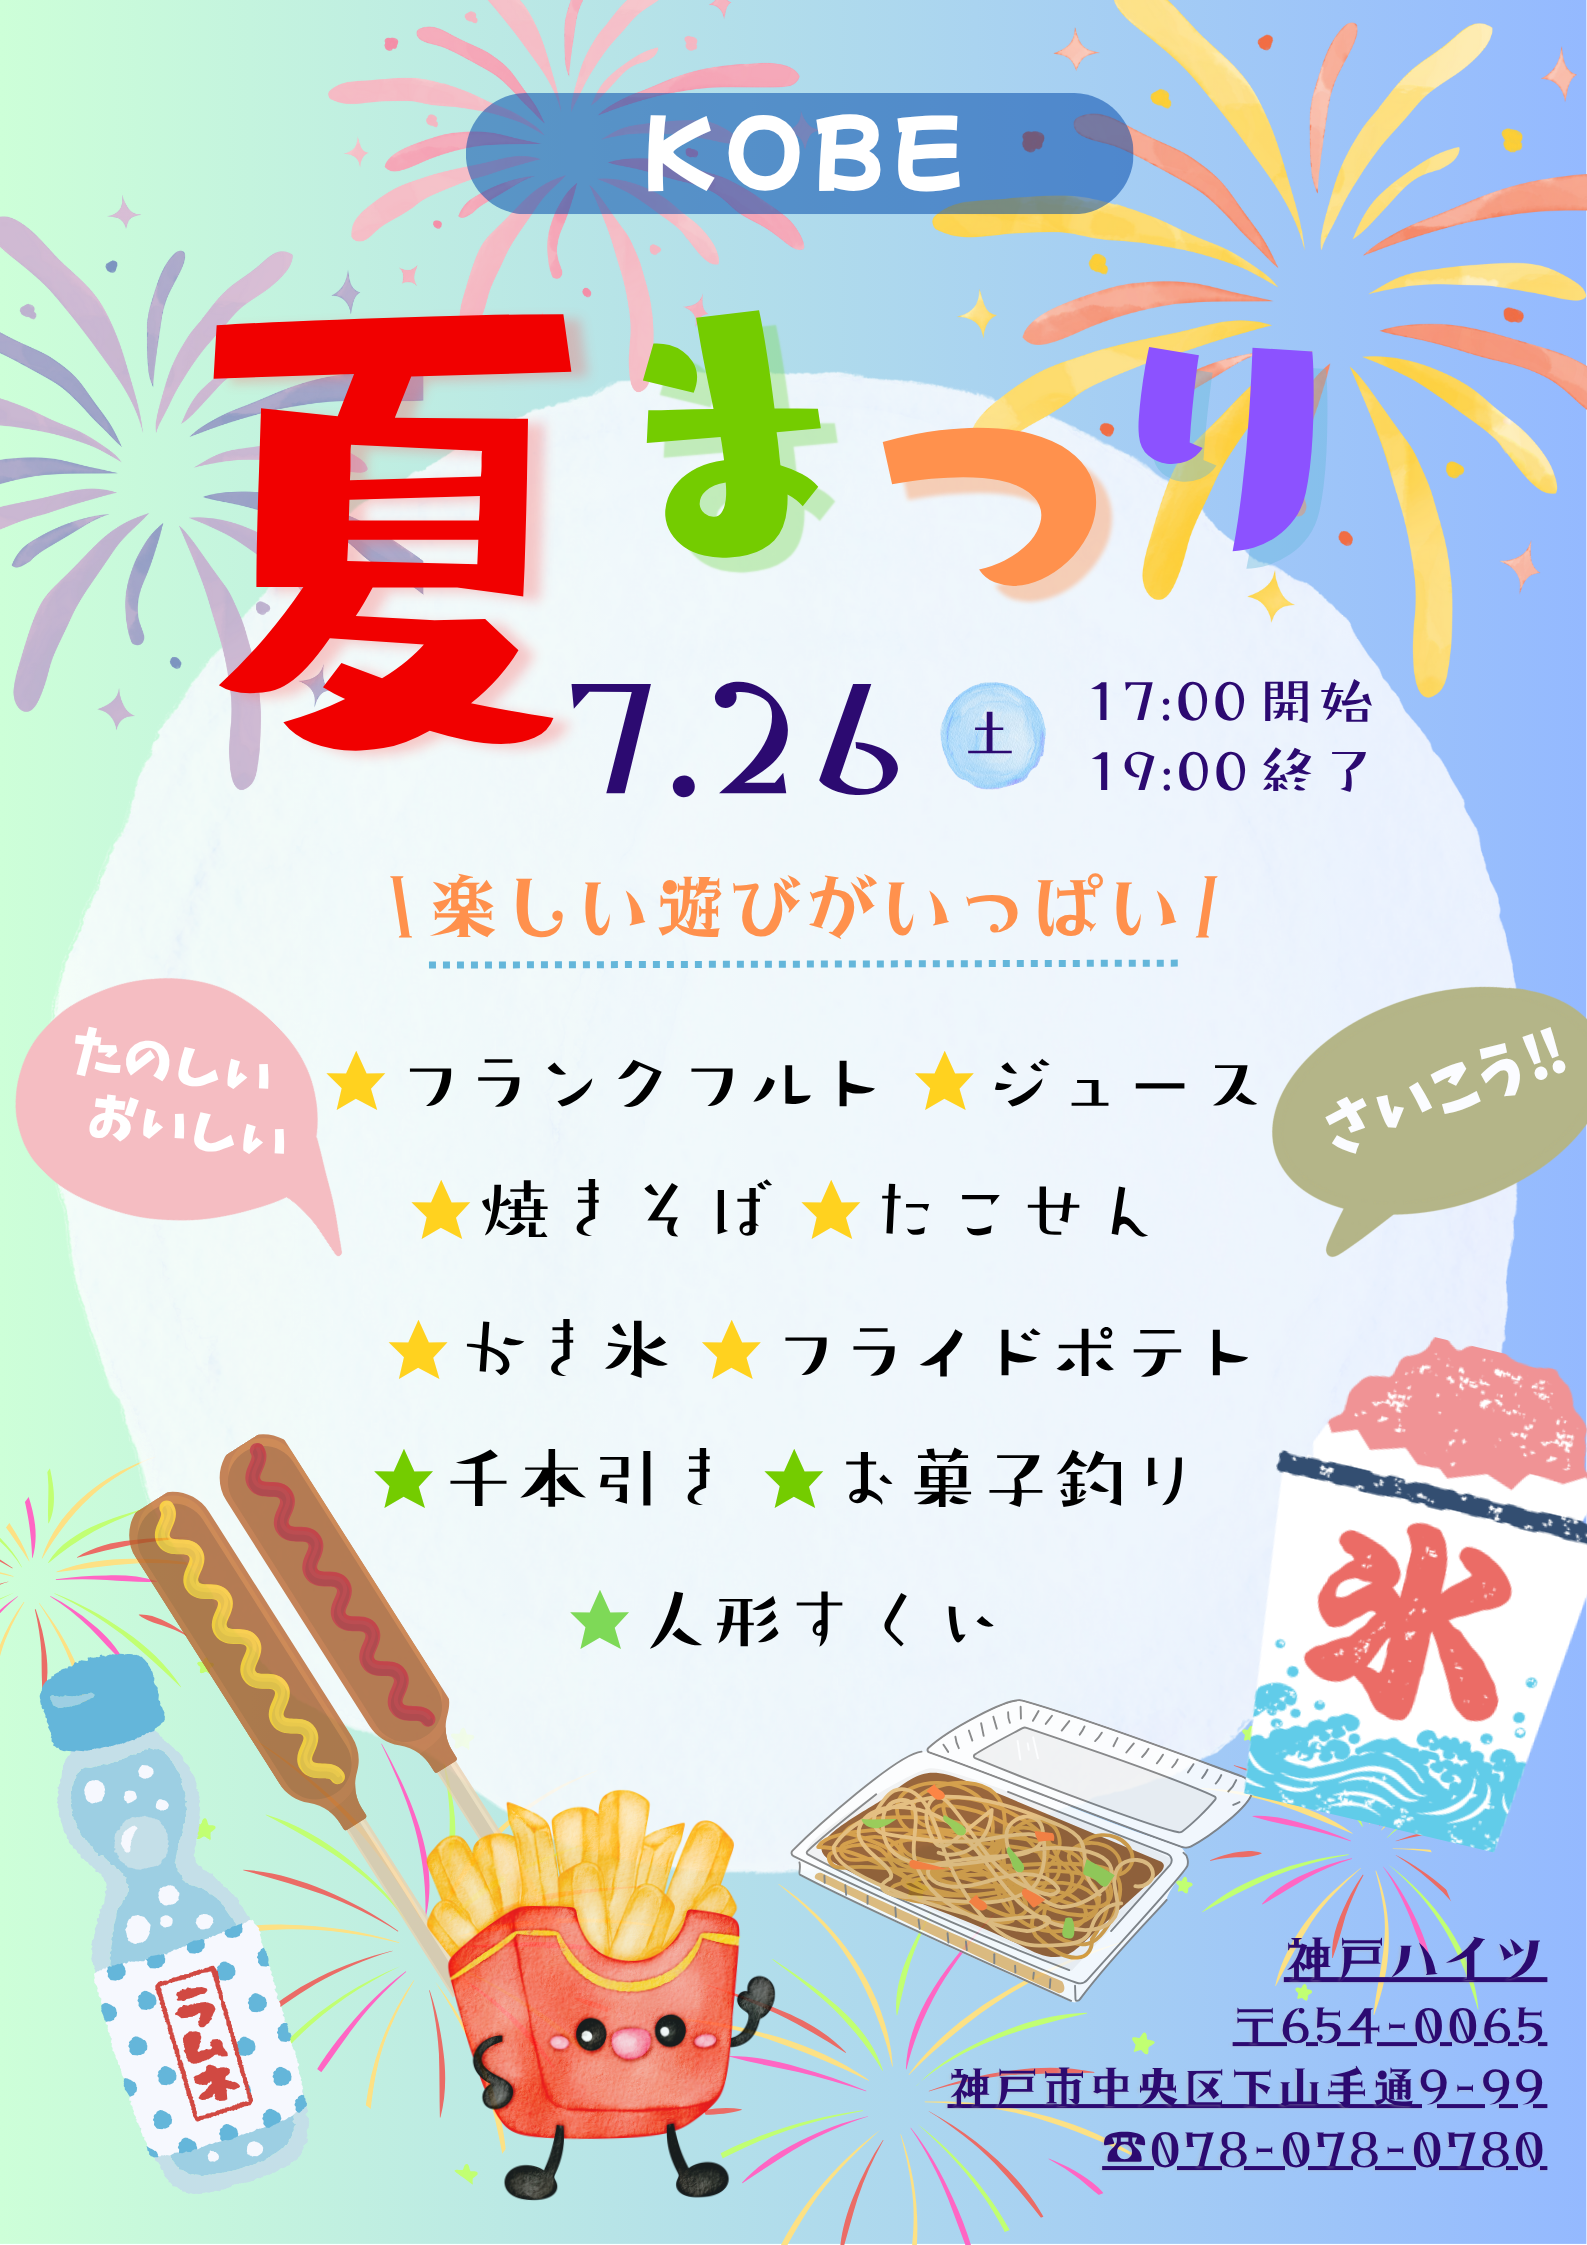 KOBE
夏まつり
7.26 土
17:00 開始
19:00 終了
\楽しい遊びがいっぱい/
たのしい
おいしい
さいこう!!
★フランクフルト ★ジュース
★焼きそば ★たこせん
★かき氷 ★フライドポテト
★千本引き ★お菓子釣り
★人形すくい
氷
ラムネ
神戸ハイツ
〒654-0065
神戸市中央区下山手通9-99
☎078-078-0780